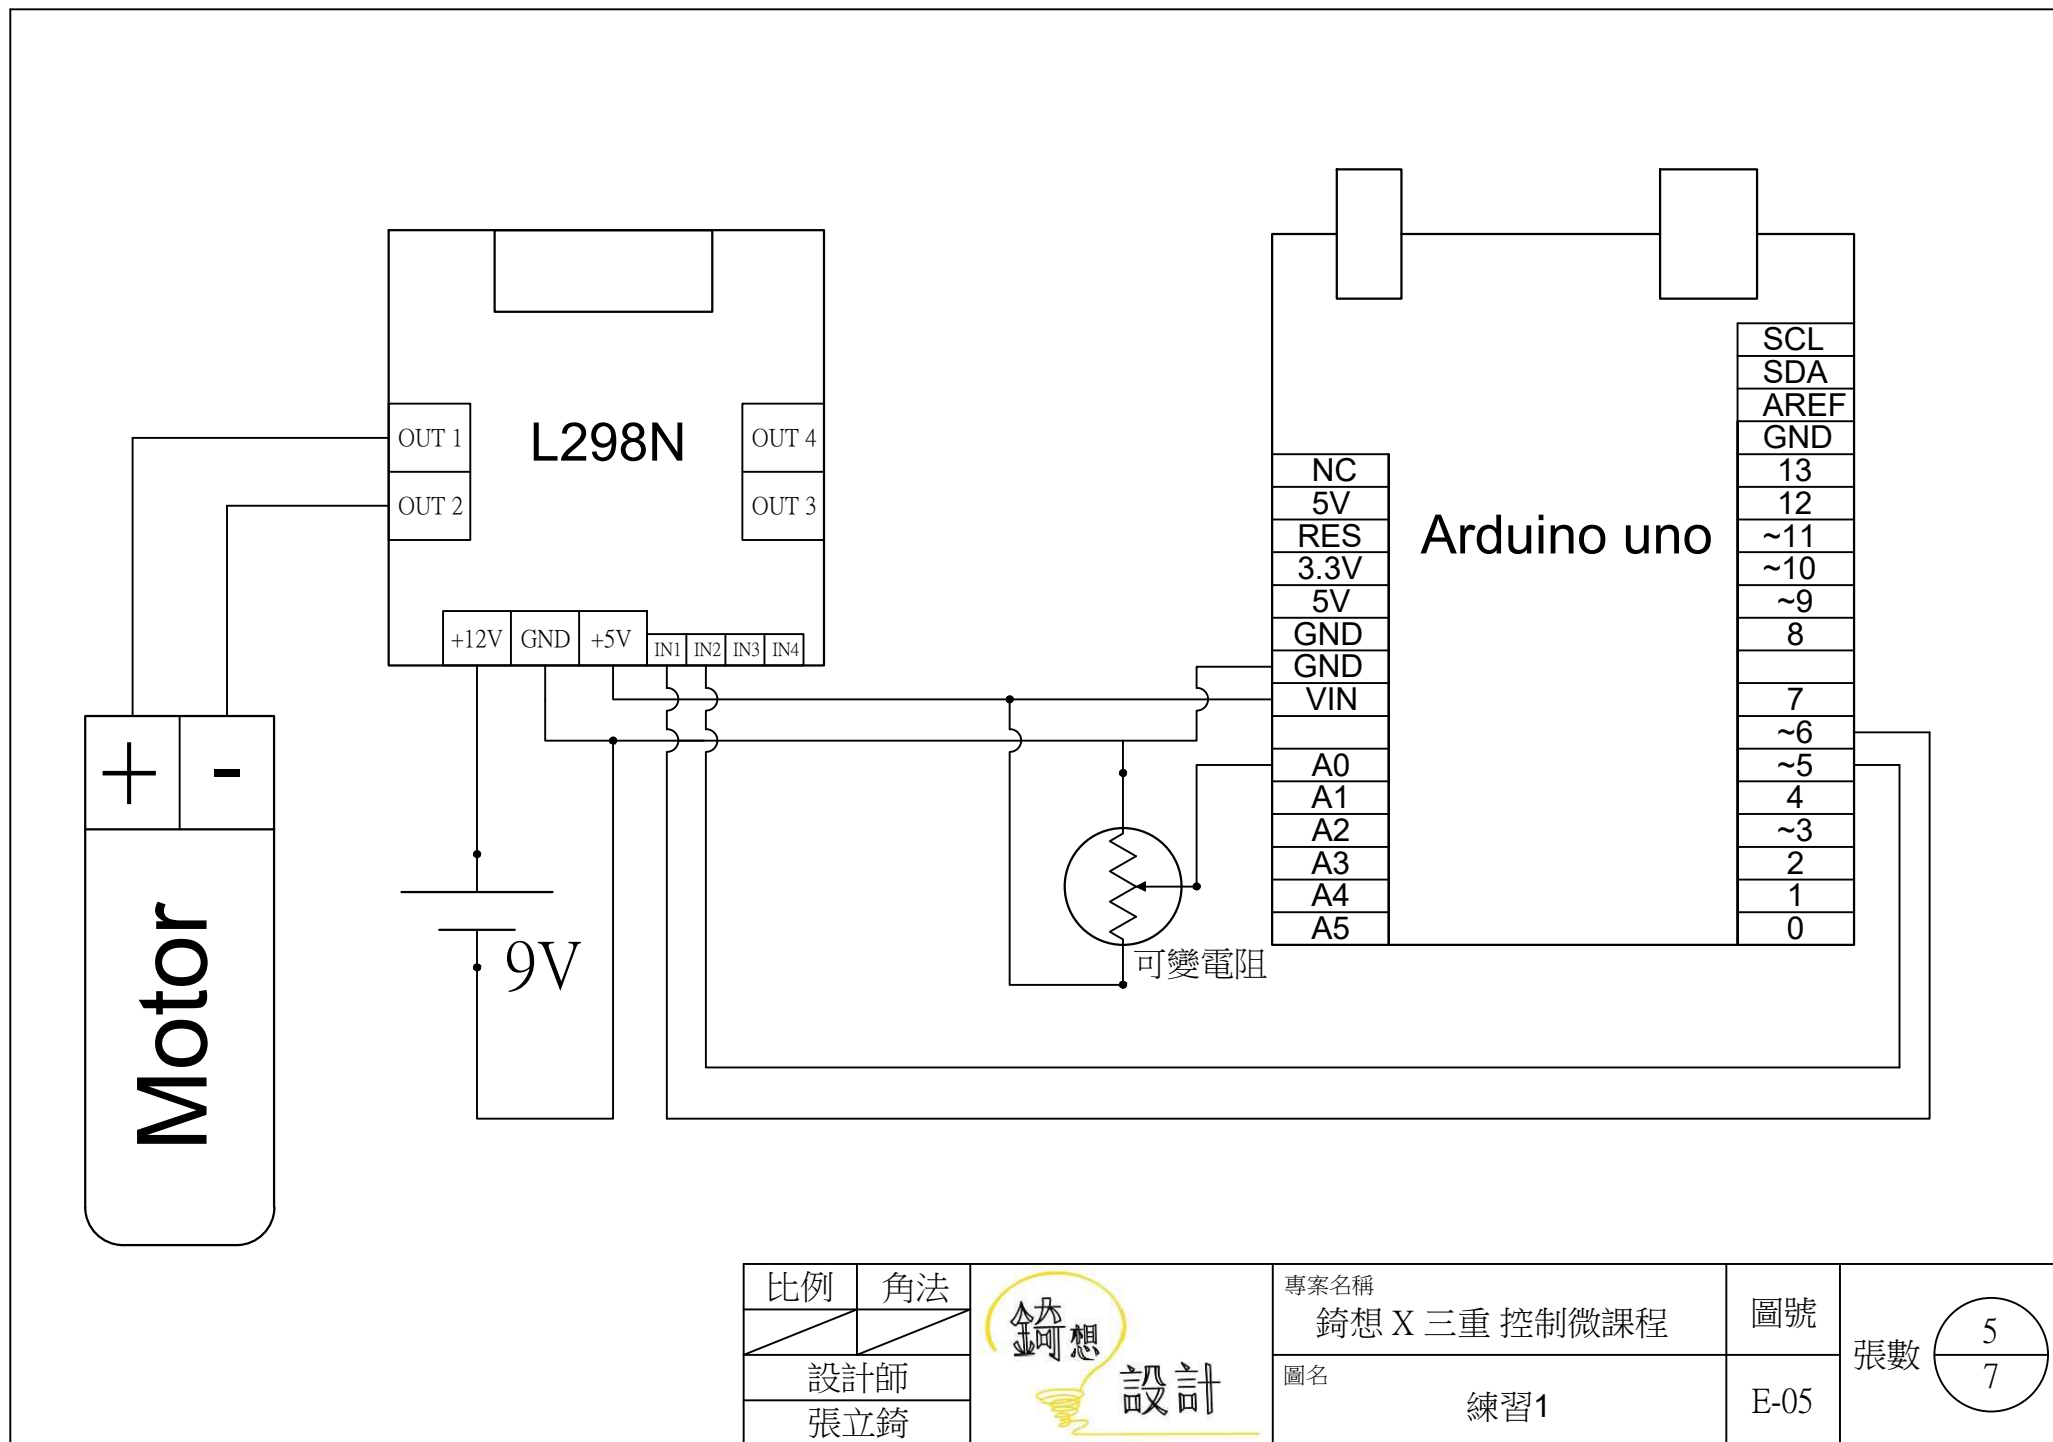 L298N
OUT 1
OUT 2
OUT 4
OUT 3
+12V
GND
+5V
IN1
IN2
IN3
IN4
Arduino uno
NC
5V
RES
3.3V
5V
GND
GND
VIN
A0
A1
A2
A3
A4
A5
SCL
SDA
AREF
GND
13
12
~11
~10
~9
8
7
~6
~5
4
~3
2
1
0
+
-
Motor
9V
可變電阻
比例
角法
設計師
張立錡
錡想
設計
專案名稱
錡想 X 三重 控制微課程
圖名
練習1
圖號
E-05
張數
5
7